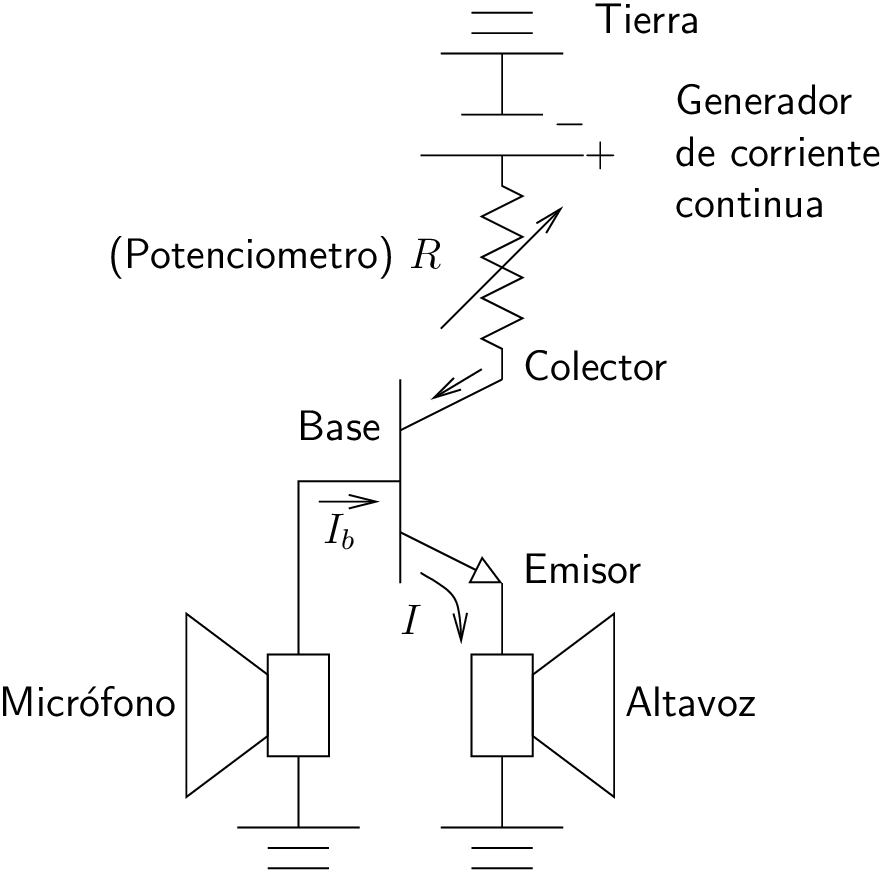 Tierra
−
Generador
+
de corriente
continua
(Potenciometro) R
Colector
Base
I_b
Emisor
I
Micrófono
Altavoz